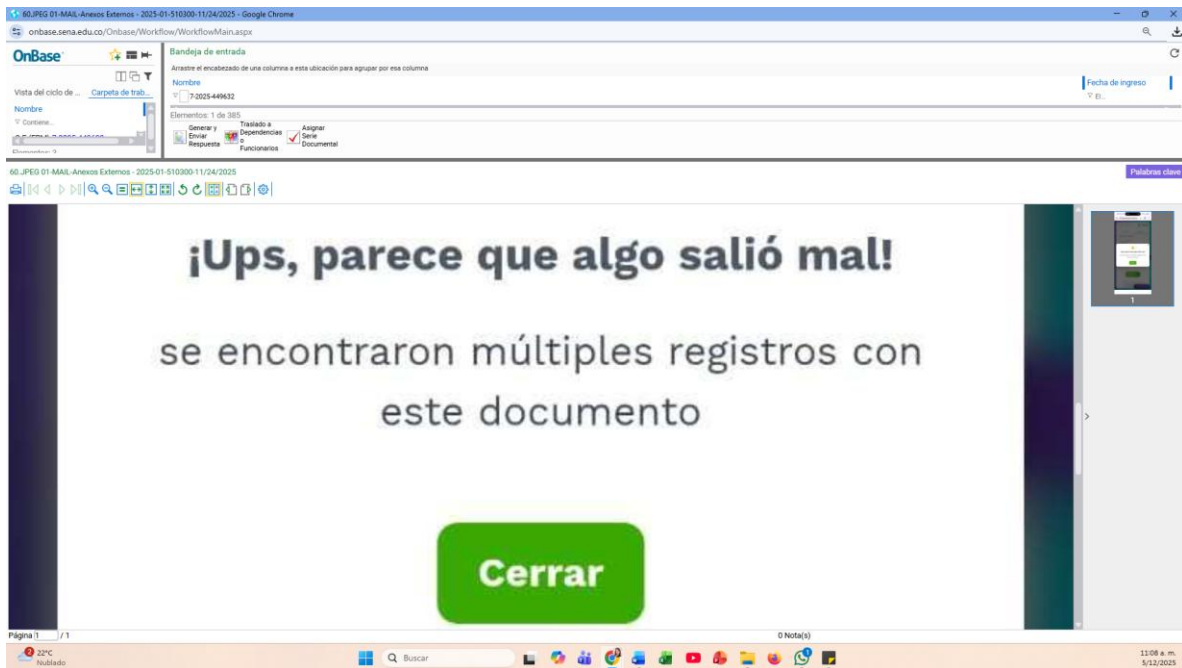 60.JPEG 01-MAIL-Anexos Externos - 2025-01-510300-11/24/2025 - Google Chrome
onbase.sena.edu.co/Onbase/Workflow/WorkflowMain.aspx
OnBase
Vista del ciclo de ... Carpeta de trab...
Nombre
Contiene...
Bandeja de entrada
Arrastre el encabezado de una columna a esta ubicación para agrupar por esa columna
Nombre Fecha de ingreso
7-2025-449632 El...
Elementos: 1 de 385
Generar y
Enviar
Respuesta
Traslado a
Dependencias
o
Funcionarios
Asignar
Serie
Documental
60.JPEG 01-MAIL-Anexos Externos - 2025-01-510300-11/24/2025
Palabras clave
¡Ups, parece que algo salió mal!
se encontraron múltiples registros con
este documento
Cerrar
1
Página 1 / 1 0 Nota(s)
2
22°C
Nublado
Buscar
11:08 a. m.
5/12/2025